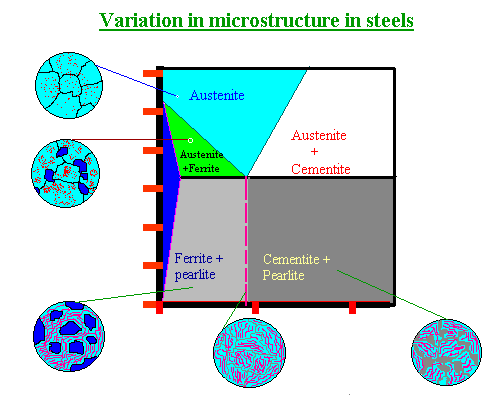 Variation in microstructure in steels
Austenite
Austenite
+
Cementite
Austenite
+Ferrite
Ferrite +
pearlite
Cementite +
Pearlite